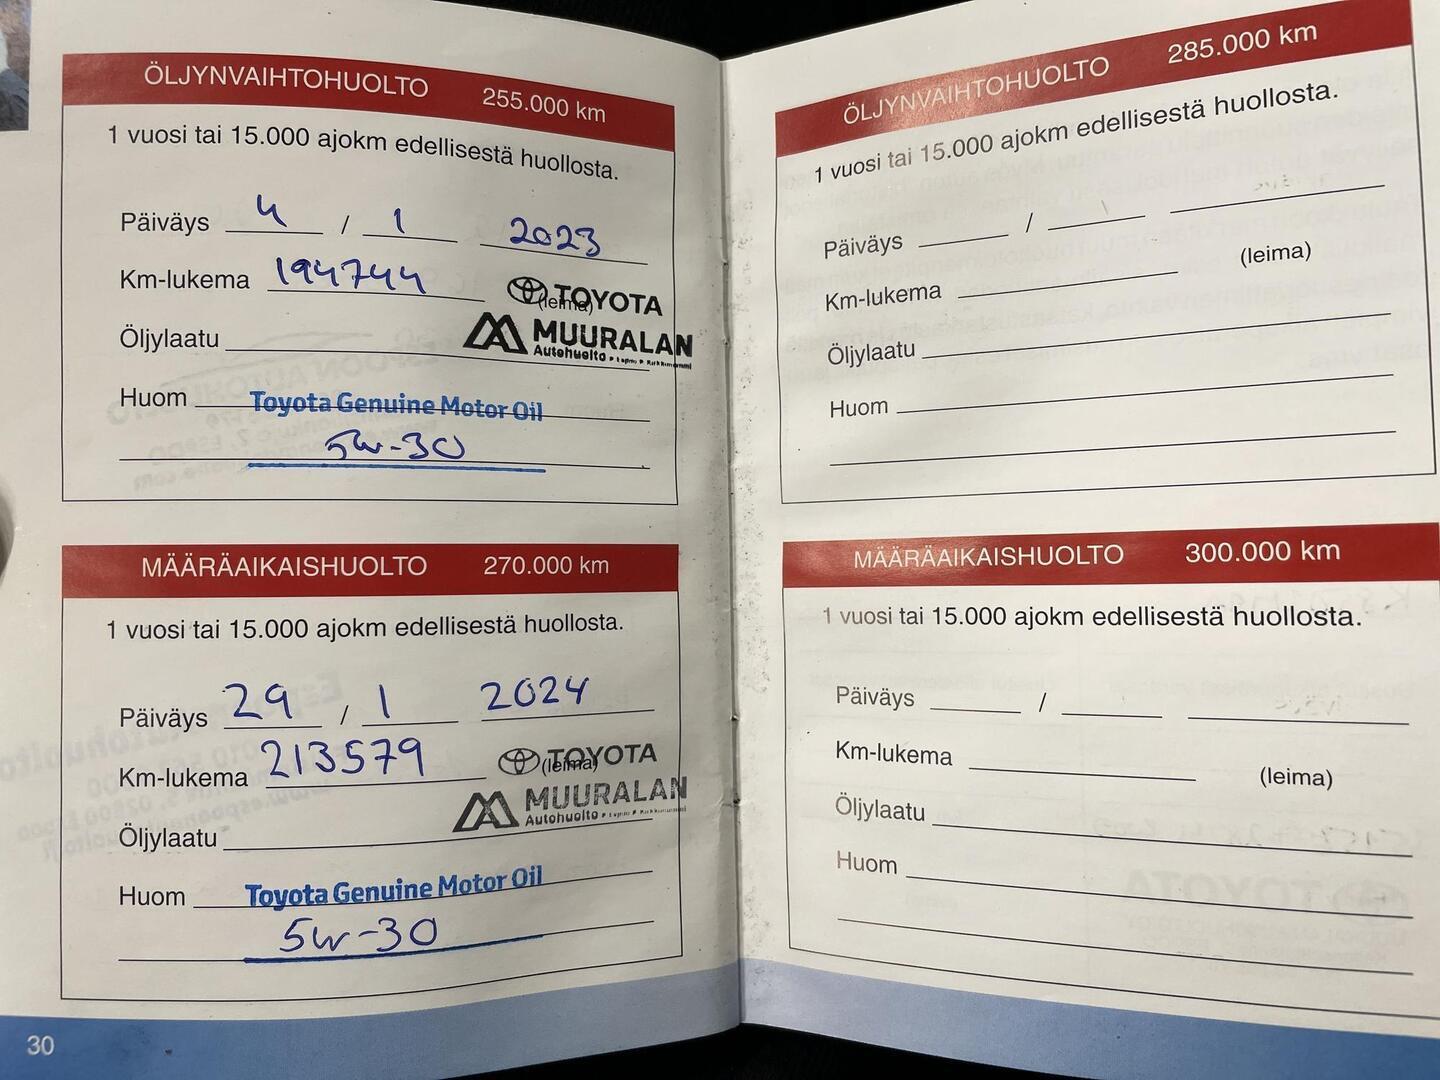 ÖLJYNVAIHTOHUOLTO 255.000 km
1 vuosi tai 15.000 ajokm edellisestä huollosta.
Päiväys 4 / 1 2023
Km-lukema 194744
(leima)
TOYOTA
MUURALAN
Autohuolto
Öljylaatu
Huom Toyota Genuine Motor Oil
5w-30
MÄÄRÄAIKAISHUOLTO 270.000 km
1 vuosi tai 15.000 ajokm edellisestä huollosta.
Päiväys 29 / 1 2024
Km-lukema 213579
(leima)
TOYOTA
MUURALAN
Autohuolto
Öljylaatu
Huom Toyota Genuine Motor Oil
5w-30
30
ÖLJYNVAIHTOHUOLTO 285.000 km
1 vuosi tai 15.000 ajokm edellisestä huollosta.
Päiväys /
Km-lukema (leima)
Öljylaatu
Huom
MÄÄRÄAIKAISHUOLTO 300.000 km
1 vuosi tai 15.000 ajokm edellisestä huollosta.
Päiväys /
Km-lukema (leima)
Öljylaatu
Huom